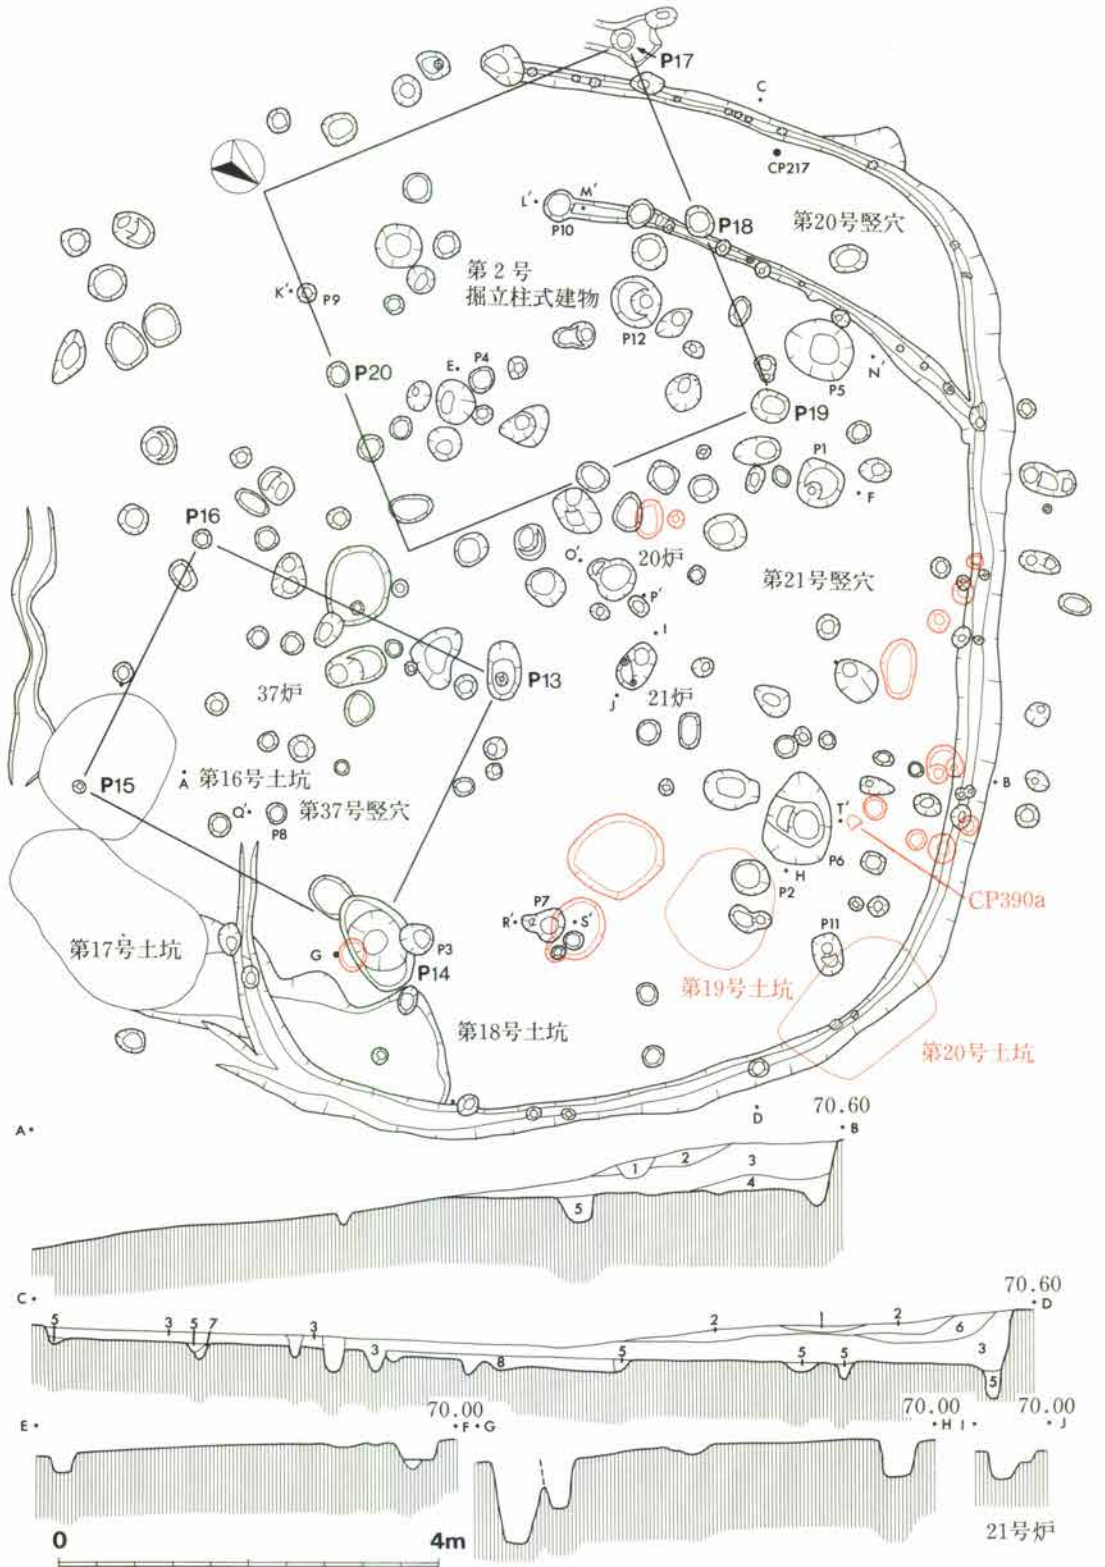 P17
C
CP217
L′
M′
P10
P18
第20号竪穴
第2号
掘立柱式建物
K′
P9
P12
P20
E
P4
P5
N′
P19
P1
F
P16
O′
20炉
P′
第21号竪穴
I
37炉
P13
21炉
J′
P15
A
第16号土坑
Q′
P8
第37号竪穴
B
T′
P6
H
P2
CP390a
R′
P7
S′
P11
第17号土坑
G
P3
P14
第19号土坑
第18号土坑
第20号土坑
D
70.60
A
B
1
2
3
4
5
70.60
C
D
5
3
5
7
3
3
8
5
2
1
2
6
3
5
5
5
70.00
70.00
70.00
E
F
G
H
I
J
21号炉
0
4m